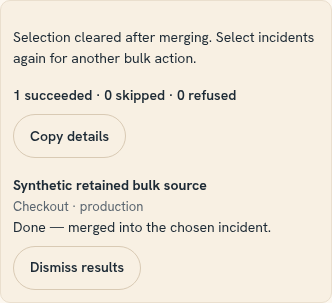 Selection cleared after merging. Select incidents
again for another bulk action.
1 succeeded · 0 skipped · 0 refused
Copy details
Synthetic retained bulk source
Checkout · production
Done — merged into the chosen incident.
Dismiss results